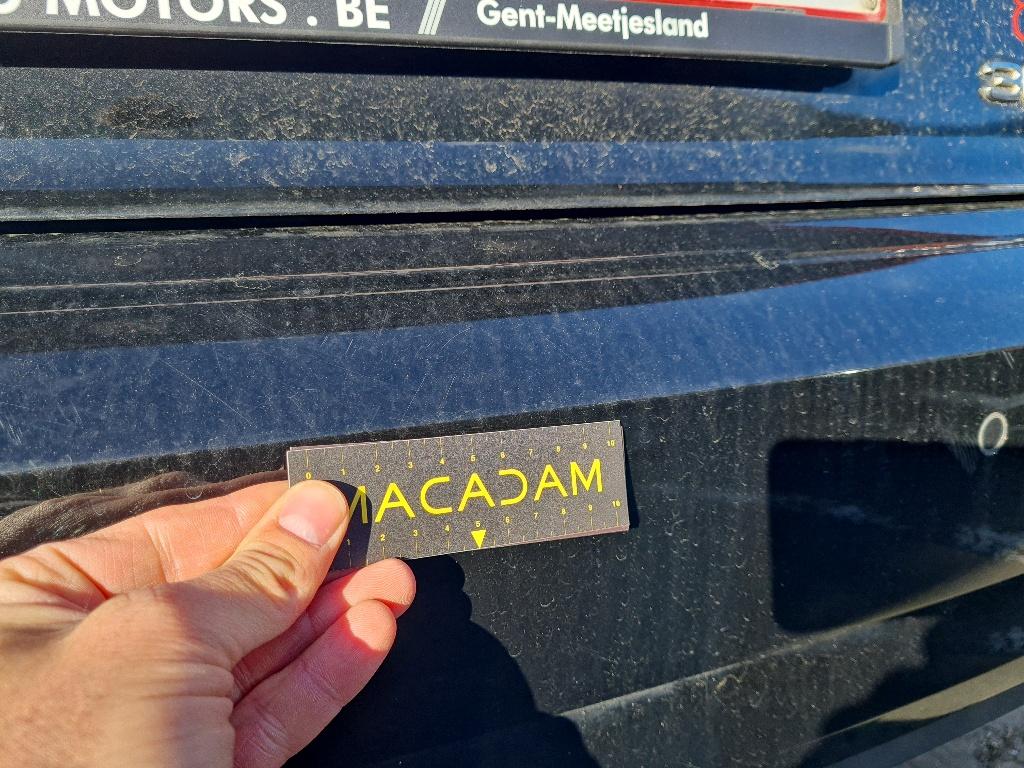 MOTORS . BE /// Gent-Meetjesland
0 1 2 3 4 5 6 7 8 9 10
MACADAM
1 2 3 4 5 6 7 8 9 10